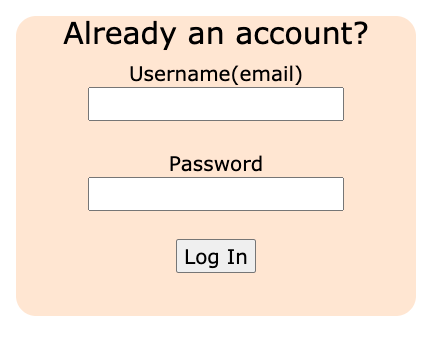 Already an account?
Username(email)
Password
Log In